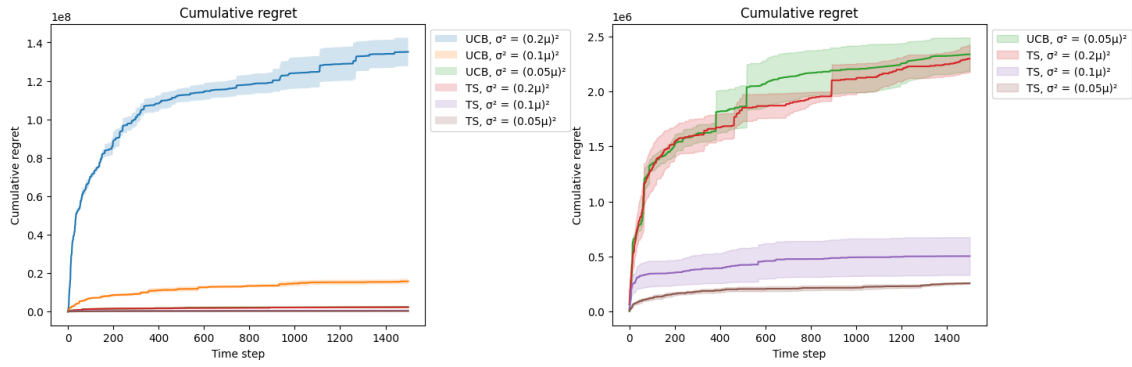 Cumulative regret
1e8
1.4
1.2
1.0
0.8
0.6
0.4
0.2
0.0
Cumulative regret
0 200 400 600 800 1000 1200 1400
Time step
UCB, σ² = (0.2μ)²
UCB, σ² = (0.1μ)²
UCB, σ² = (0.05μ)²
TS, σ² = (0.2μ)²
TS, σ² = (0.1μ)²
TS, σ² = (0.05μ)²
Cumulative regret
1e6
2.5
2.0
1.5
1.0
0.5
0.0
Cumulative regret
0 200 400 600 800 1000 1200 1400
Time step
UCB, σ² = (0.05μ)²
TS, σ² = (0.2μ)²
TS, σ² = (0.1μ)²
TS, σ² = (0.05μ)²